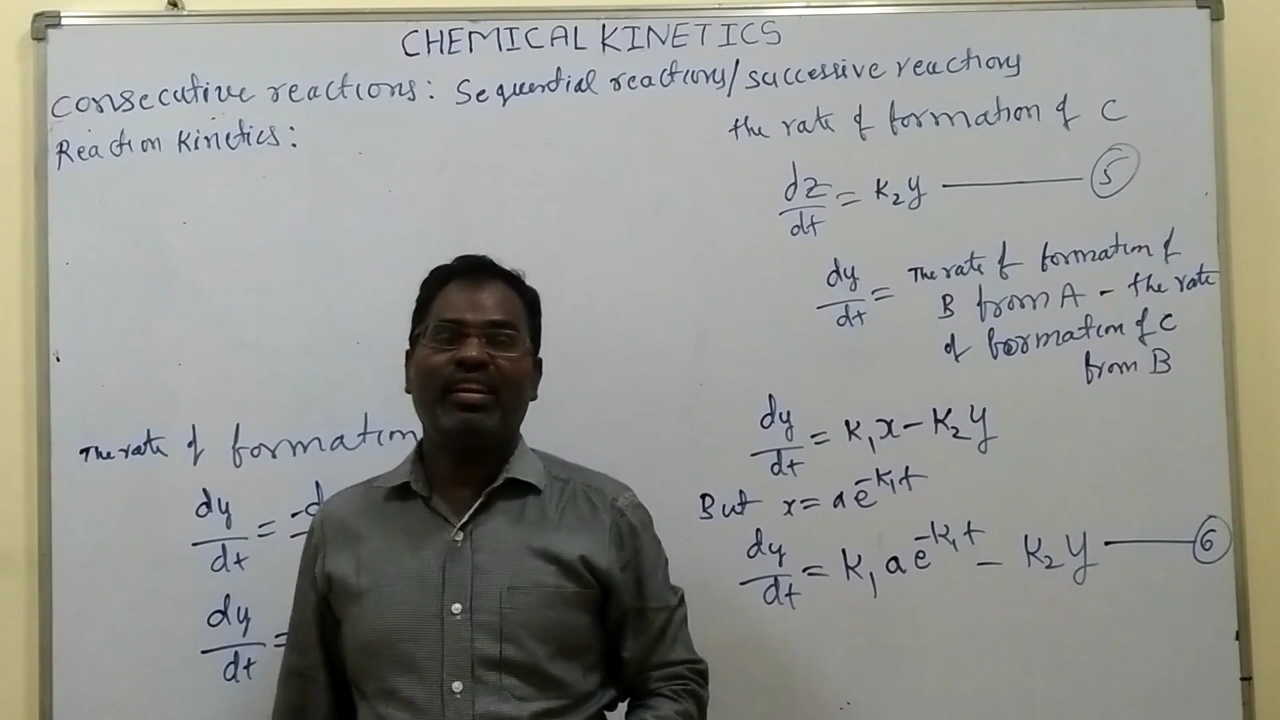 CHEMICAL KINETICS
Consecutive reactions: Sequential reactions/successive reactions
Reaction Kinetics:
The rate of formation
dy/dt = -d
dy/dt =
the rate of formation of C
dz/dt = K₂y —— ⑤
dy/dt = The rate of formation of
B from A - the rate
of formation of C
from B
dy/dt = K₁x - K₂y
But x = ae^-K₁t
dy/dt = K₁ae^-K₁t - K₂y —— ⑥